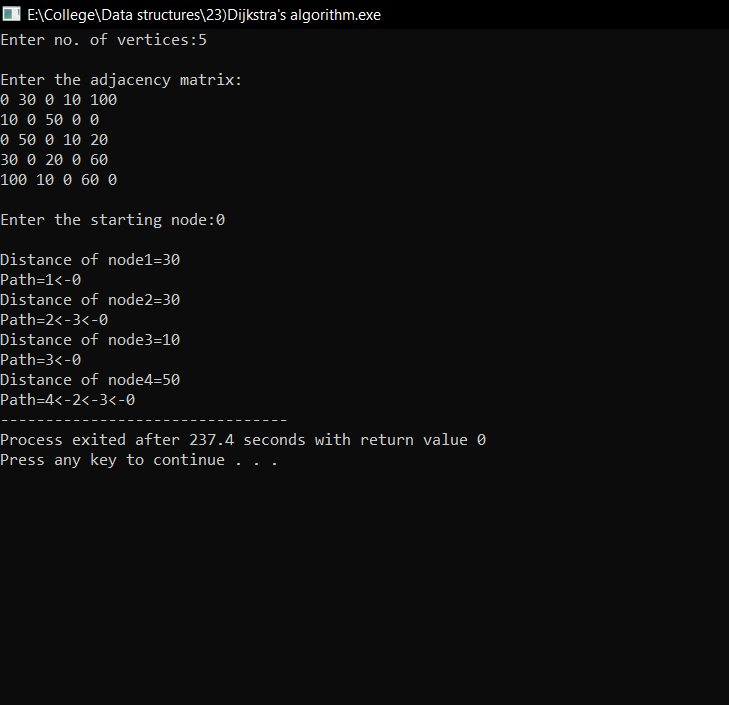 E:\College\Data structures\23)Dijkstra's algorithm.exe
Enter no. of vertices:5
Enter the adjacency matrix:
0 30 0 10 100
10 0 50 0 0
0 50 0 10 20
30 0 20 0 60
100 10 0 60 0
Enter the starting node:0
Distance of node1=30
Path=1<-0
Distance of node2=30
Path=2<-3<-0
Distance of node3=10
Path=3<-0
Distance of node4=50
Path=4<-2<-3<-0
--------------------------------
Process exited after 237.4 seconds with return value 0
Press any key to continue . . .